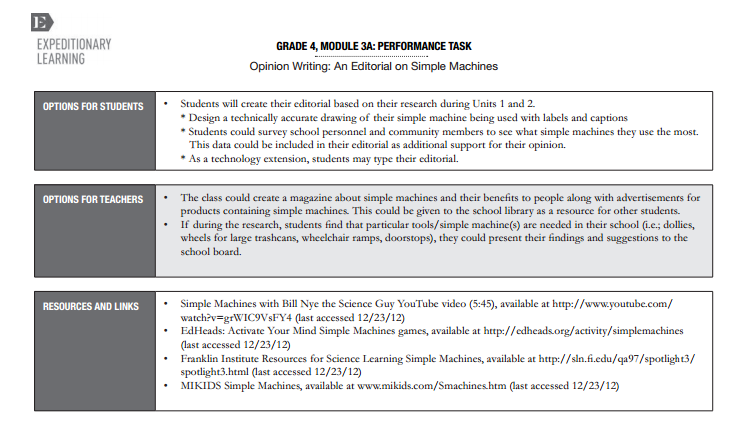 E
EXPEDITIONARY
LEARNING
GRADE 4, MODULE 3A: PERFORMANCE TASK
Opinion Writing: An Editorial on Simple Machines
OPTIONS FOR STUDENTS
• Students will create their editorial based on their research during Units 1 and 2.
* Design a technically accurate drawing of their simple machine being used with labels and captions
* Students could survey school personnel and community members to see what simple machines they use the most.
This data could be included in their editorial as additional support for their opinion.
* As a technology extension, students may type their editorial.
OPTIONS FOR TEACHERS
• The class could create a magazine about simple machines and their benefits to people along with advertisements for
products containing simple machines. This could be given to the school library as a resource for other students.
• If during the research, students find that particular tools/simple machine(s) are needed in their school (i.e.; dollies,
wheels for large trashcans, wheelchair ramps, doorstops), they could present their findings and suggestions to the
school board.
RESOURCES AND LINKS
• Simple Machines with Bill Nye the Science Guy YouTube video (5:45), available at http://www.youtube.com/
watch?v=grWIC9VsFY4 (last accessed 12/23/12)
• EdHeads: Activate Your Mind Simple Machines games, available at http://edheads.org/activity/simplemachines
(last accessed 12/23/12)
• Franklin Institute Resources for Science Learning Simple Machines, available at http://sln.fi.edu/qa97/spotlight3/
spotlight3.html (last accessed 12/23/12)
• MIKIDS Simple Machines, available at www.mikids.com/Smachines.htm (last accessed 12/23/12)